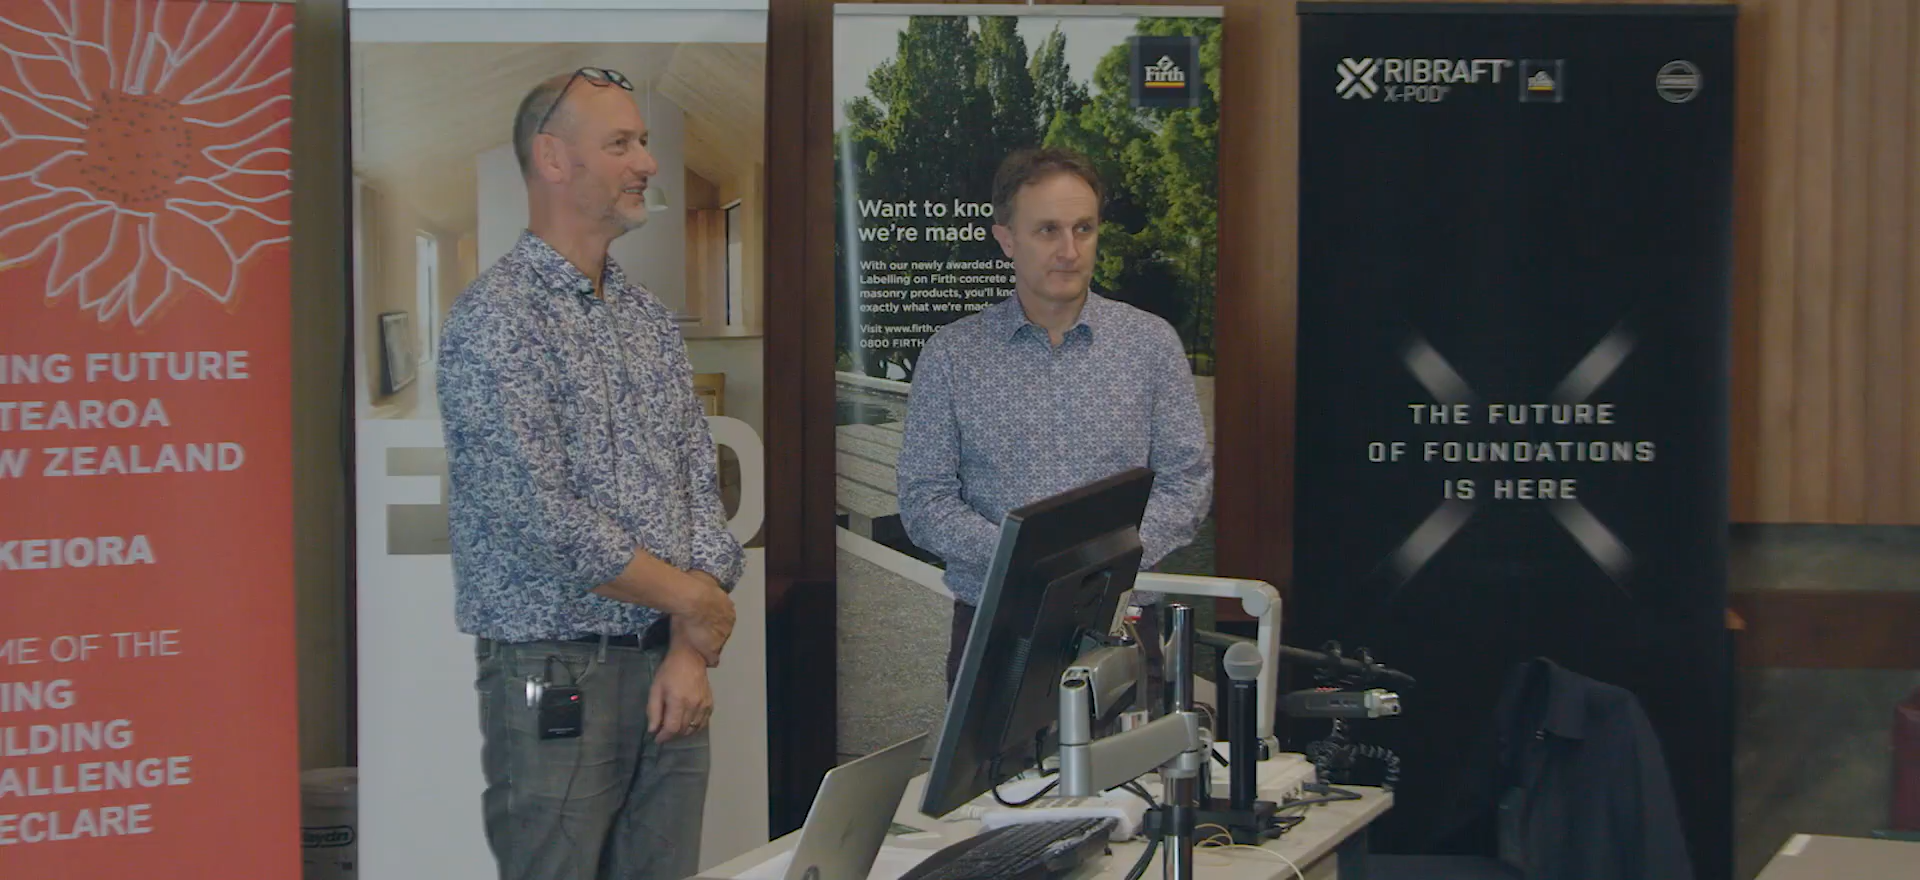 ING FUTURE
TEAROA
W ZEALAND
KEIORA
ME OF THE
ING
ILDING
ALLENGE
ECLARE
Firth
Want to kno
we're made
With our newly awarded Dec
Labelling on Firth concrete a
masonry products, you'll kno
exactly what we're made
Visit www.firth.c
0800 FIRTH
RIBRAFT
X-POD
Firth
THE FUTURE
OF FOUNDATIONS
IS HERE